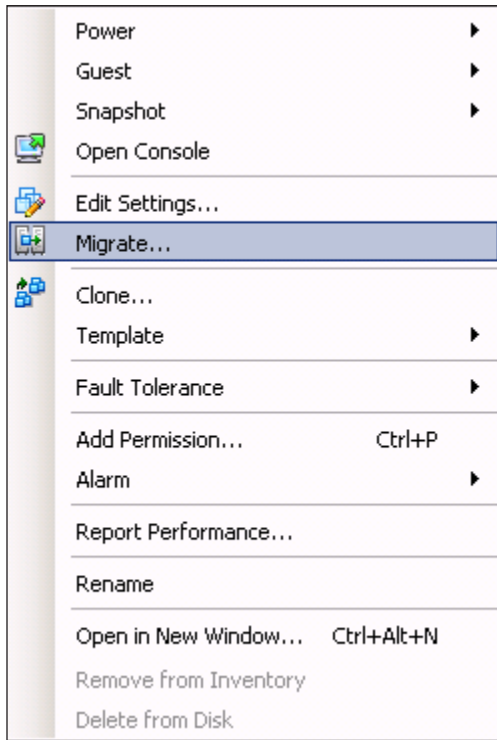 Power
Guest
Snapshot
Open Console
Edit Settings...
Migrate...
Clone...
Template
Fault Tolerance
Add Permission... Ctrl+P
Alarm
Report Performance...
Rename
Open in New Window... Ctrl+Alt+N
Remove from Inventory
Delete from Disk